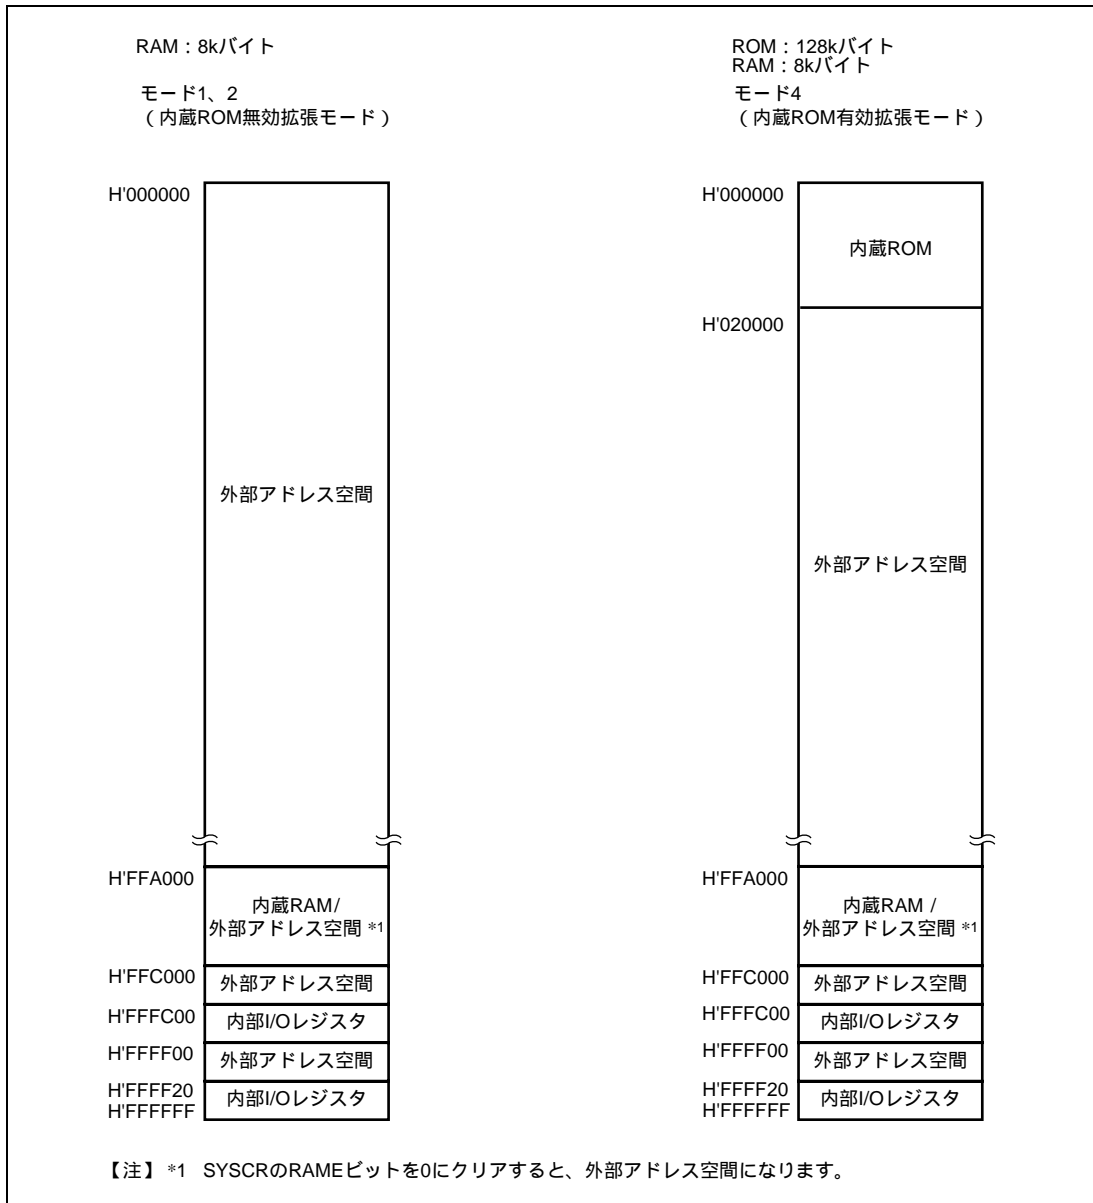 RAM：8kバイト
モード1、2
（内蔵ROM無効拡張モード）
H'000000
外部アドレス空間
H'FFA000
内蔵RAM/
外部アドレス空間 *1
H'FFC000
外部アドレス空間
H'FFFC00
内部I/Oレジスタ
H'FFFF00
外部アドレス空間
H'FFFF20
内部I/Oレジスタ
H'FFFFFF
ROM：128kバイト
RAM：8kバイト
モード4
（内蔵ROM有効拡張モード）
H'000000
内蔵ROM
H'020000
外部アドレス空間
H'FFA000
内蔵RAM /
外部アドレス空間 *1
H'FFC000
外部アドレス空間
H'FFFC00
内部I/Oレジスタ
H'FFFF00
外部アドレス空間
H'FFFF20
内部I/Oレジスタ
H'FFFFFF
【注】 *1 SYSCRのRAMEビットを0にクリアすると、外部アドレス空間になります。